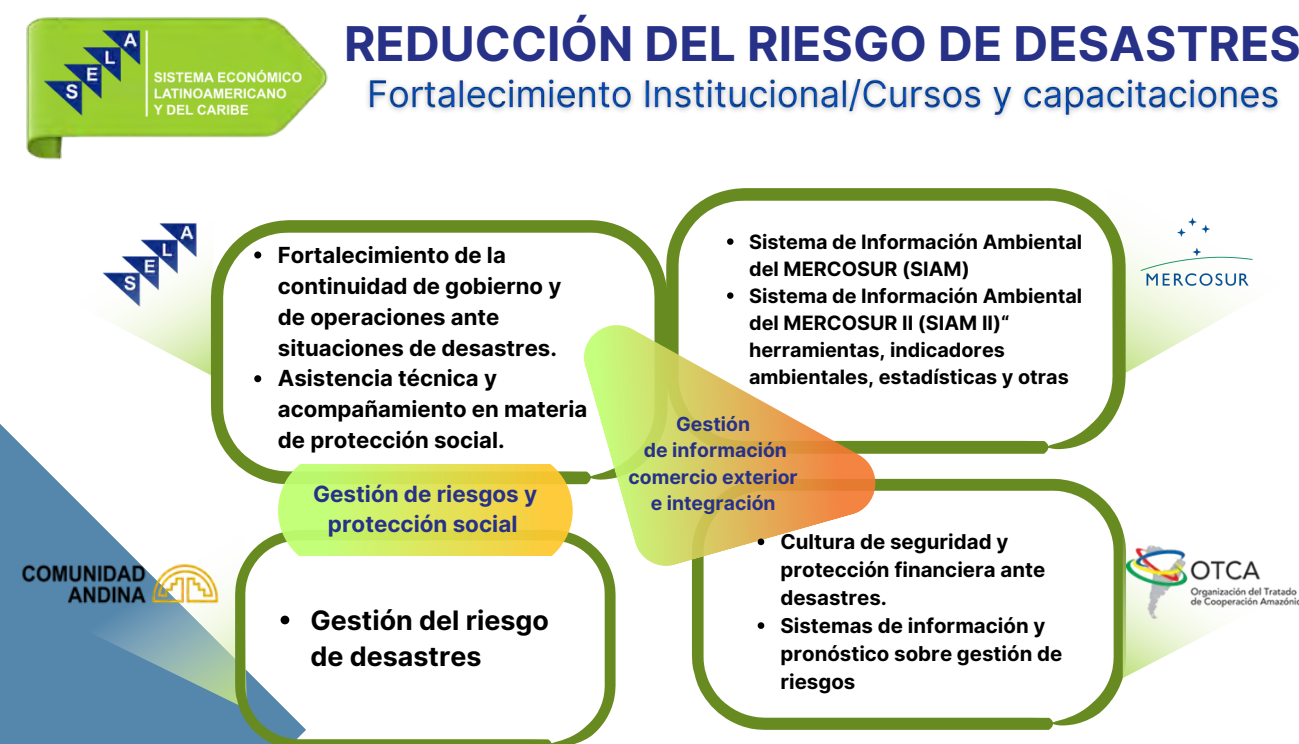 SELA
SISTEMA ECONÓMICO
LATINOAMERICANO
Y DEL CARIBE
REDUCCIÓN DEL RIESGO DE DESASTRES
Fortalecimiento Institucional/Cursos y capacitaciones
SELA
• Fortalecimiento de la
continuidad de gobierno y
de operaciones ante
situaciones de desastres.
• Asistencia técnica y
acompañamiento en materia
de protección social.
• Sistema de Información Ambiental
del MERCOSUR (SIAM)
• Sistema de Información Ambiental
del MERCOSUR II (SIAM II)“
herramientas, indicadores
ambientales, estadísticas y otras
MERCOSUR
Gestión
de información
comercio exterior
e integración
Gestión de riesgos y
protección social
COMUNIDAD
ANDINA
• Gestión del riesgo
de desastres
• Cultura de seguridad y
protección financiera ante
desastres.
• Sistemas de información y
pronóstico sobre gestión de
riesgos
OTCA
Organización del Tratado
de Cooperación Amazónic